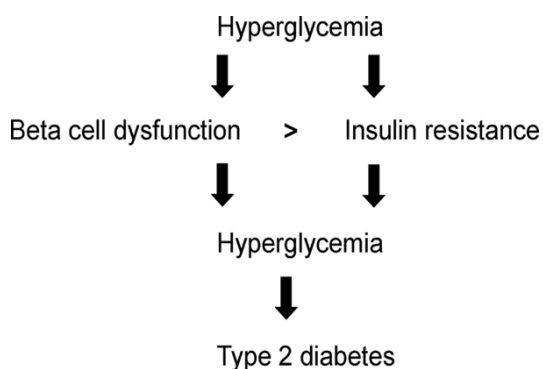 Hyperglycemia
Beta cell dysfunction > Insulin resistance
Hyperglycemia
Type 2 diabetes